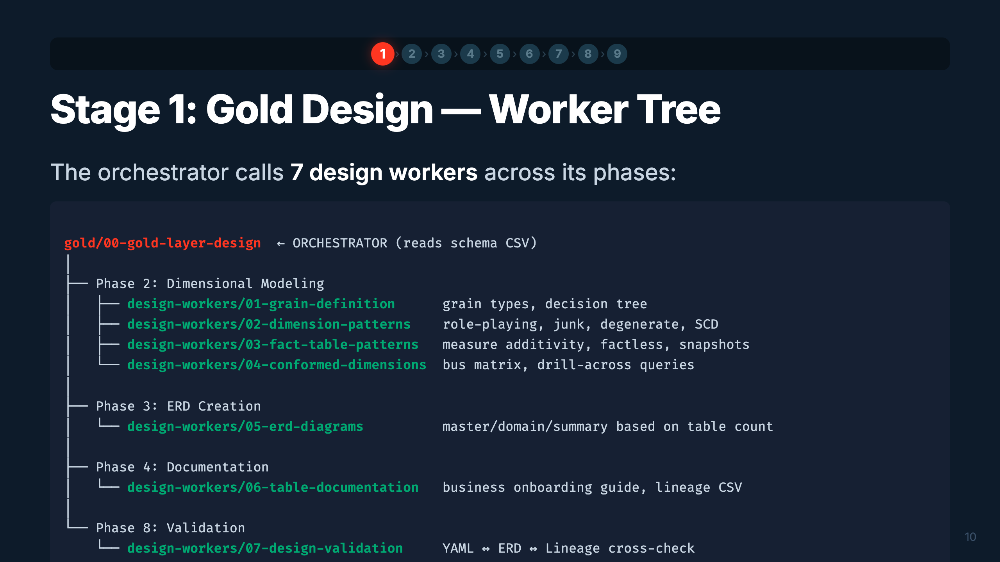 1 › 2 › 3 › 4 › 5 › 6 › 7 › 8 › 9
Stage 1: Gold Design — Worker Tree
The orchestrator calls 7 design workers across its phases:
gold/00-gold-layer-design ← ORCHESTRATOR (reads schema CSV)
│
├── Phase 2: Dimensional Modeling
│   ├── design-workers/01-grain-definition      grain types, decision tree
│   ├── design-workers/02-dimension-patterns    role-playing, junk, degenerate, SCD
│   ├── design-workers/03-fact-table-patterns   measure additivity, factless, snapshots
│   └── design-workers/04-conformed-dimensions  bus matrix, drill-across queries
│
├── Phase 3: ERD Creation
│   └── design-workers/05-erd-diagrams          master/domain/summary based on table count
│
├── Phase 4: Documentation
│   └── design-workers/06-table-documentation   business onboarding guide, lineage CSV
│
└── Phase 8: Validation
    └── design-workers/07-design-validation     YAML ↔ ERD ↔ Lineage cross-check
10